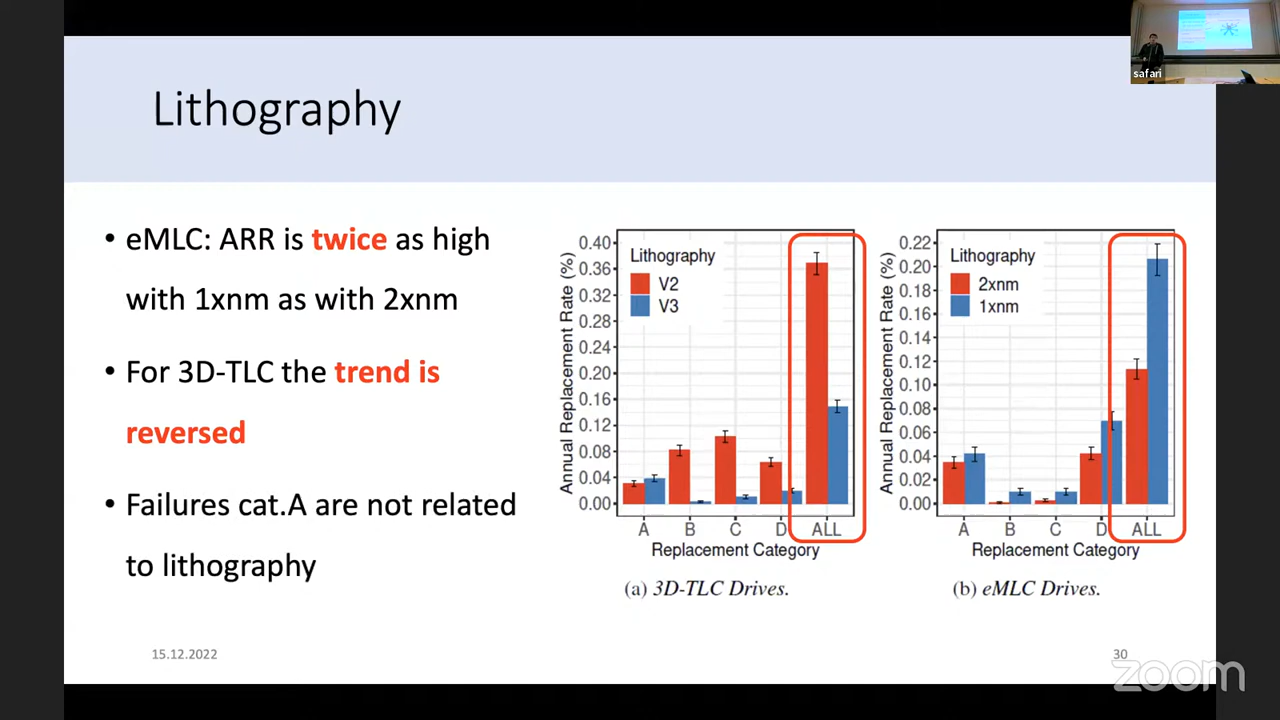 safari
Lithography
• eMLC: ARR is twice as high
with 1xnm as with 2xnm
• For 3D-TLC the trend is
reversed
• Failures cat.A are not related
to lithography
Annual Replacement Rate (%)
0.40
0.36
0.32
0.28
0.24
0.20
0.16
0.12
0.08
0.04
0.00
Lithography
V2
V3
A B C D ALL
Replacement Category
(a) 3D-TLC Drives.
Annual Replacement Rate (%)
0.22
0.20
0.18
0.16
0.14
0.12
0.10
0.08
0.06
0.04
0.02
0.00
Lithography
2xnm
1xnm
A B C D ALL
Replacement Category
(b) eMLC Drives.
15.12.2022
30
zoom